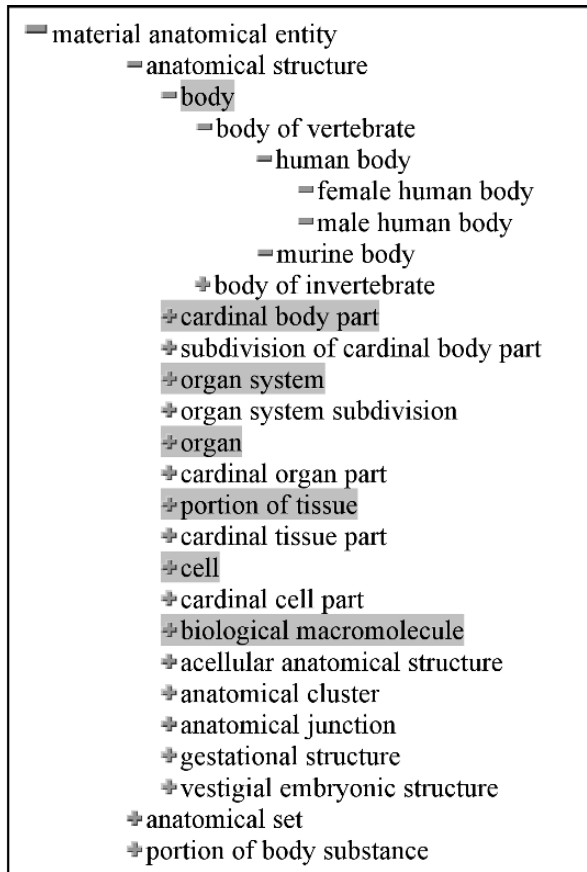 material anatomical entity
anatomical structure
body
body of vertebrate
human body
female human body
male human body
murine body
body of invertebrate
cardinal body part
subdivision of cardinal body part
organ system
organ system subdivision
organ
cardinal organ part
portion of tissue
cardinal tissue part
cell
cardinal cell part
biological macromolecule
acellular anatomical structure
anatomical cluster
anatomical junction
gestational structure
vestigial embryonic structure
anatomical set
portion of body substance